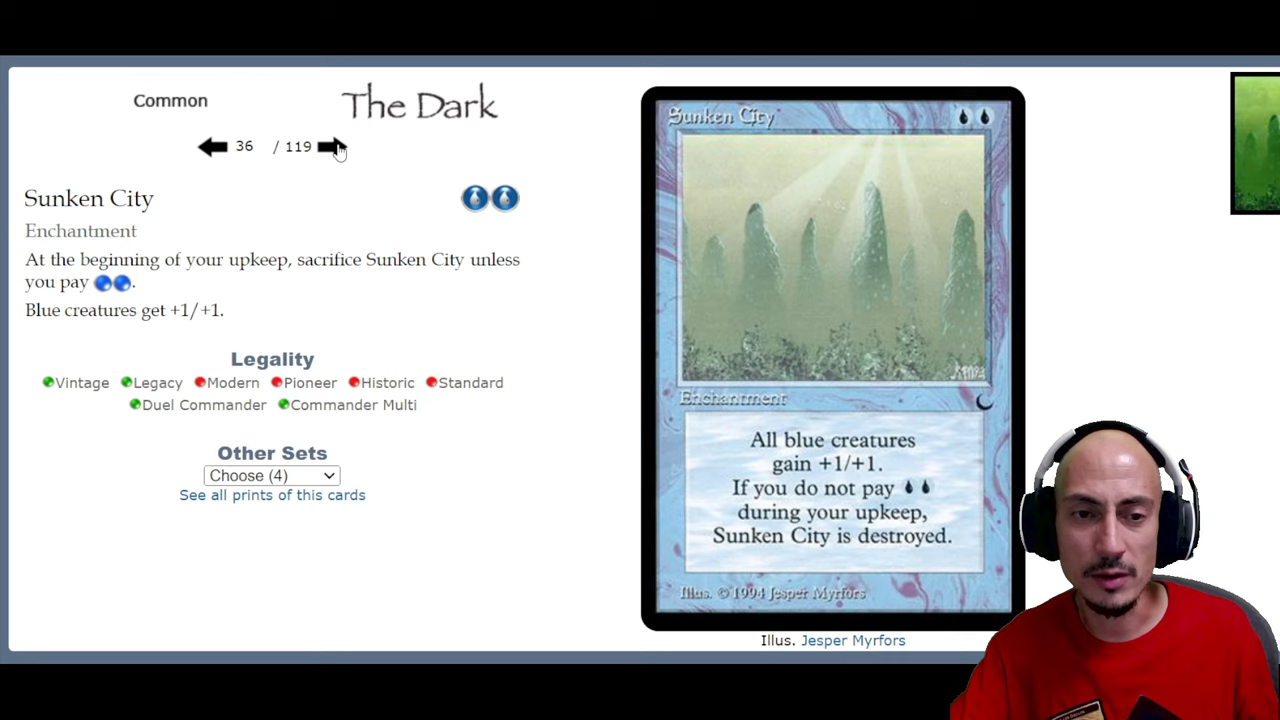 Common
The Dark
36 / 119
Sunken City
Enchantment
At the beginning of your upkeep, sacrifice Sunken City unless
you pay .
Blue creatures get +1/+1.
Legality
Vintage Legacy Modern Pioneer Historic Standard
Duel Commander Commander Multi
Other Sets
Choose (4)
See all prints of this cards
Sunken City
Enchantment
All blue creatures
gain +1/+1.
If you do not pay
during your upkeep,
Sunken City is destroyed.
Illus. © 1994 Jesper Myrfors
Illus. Jesper Myrfors